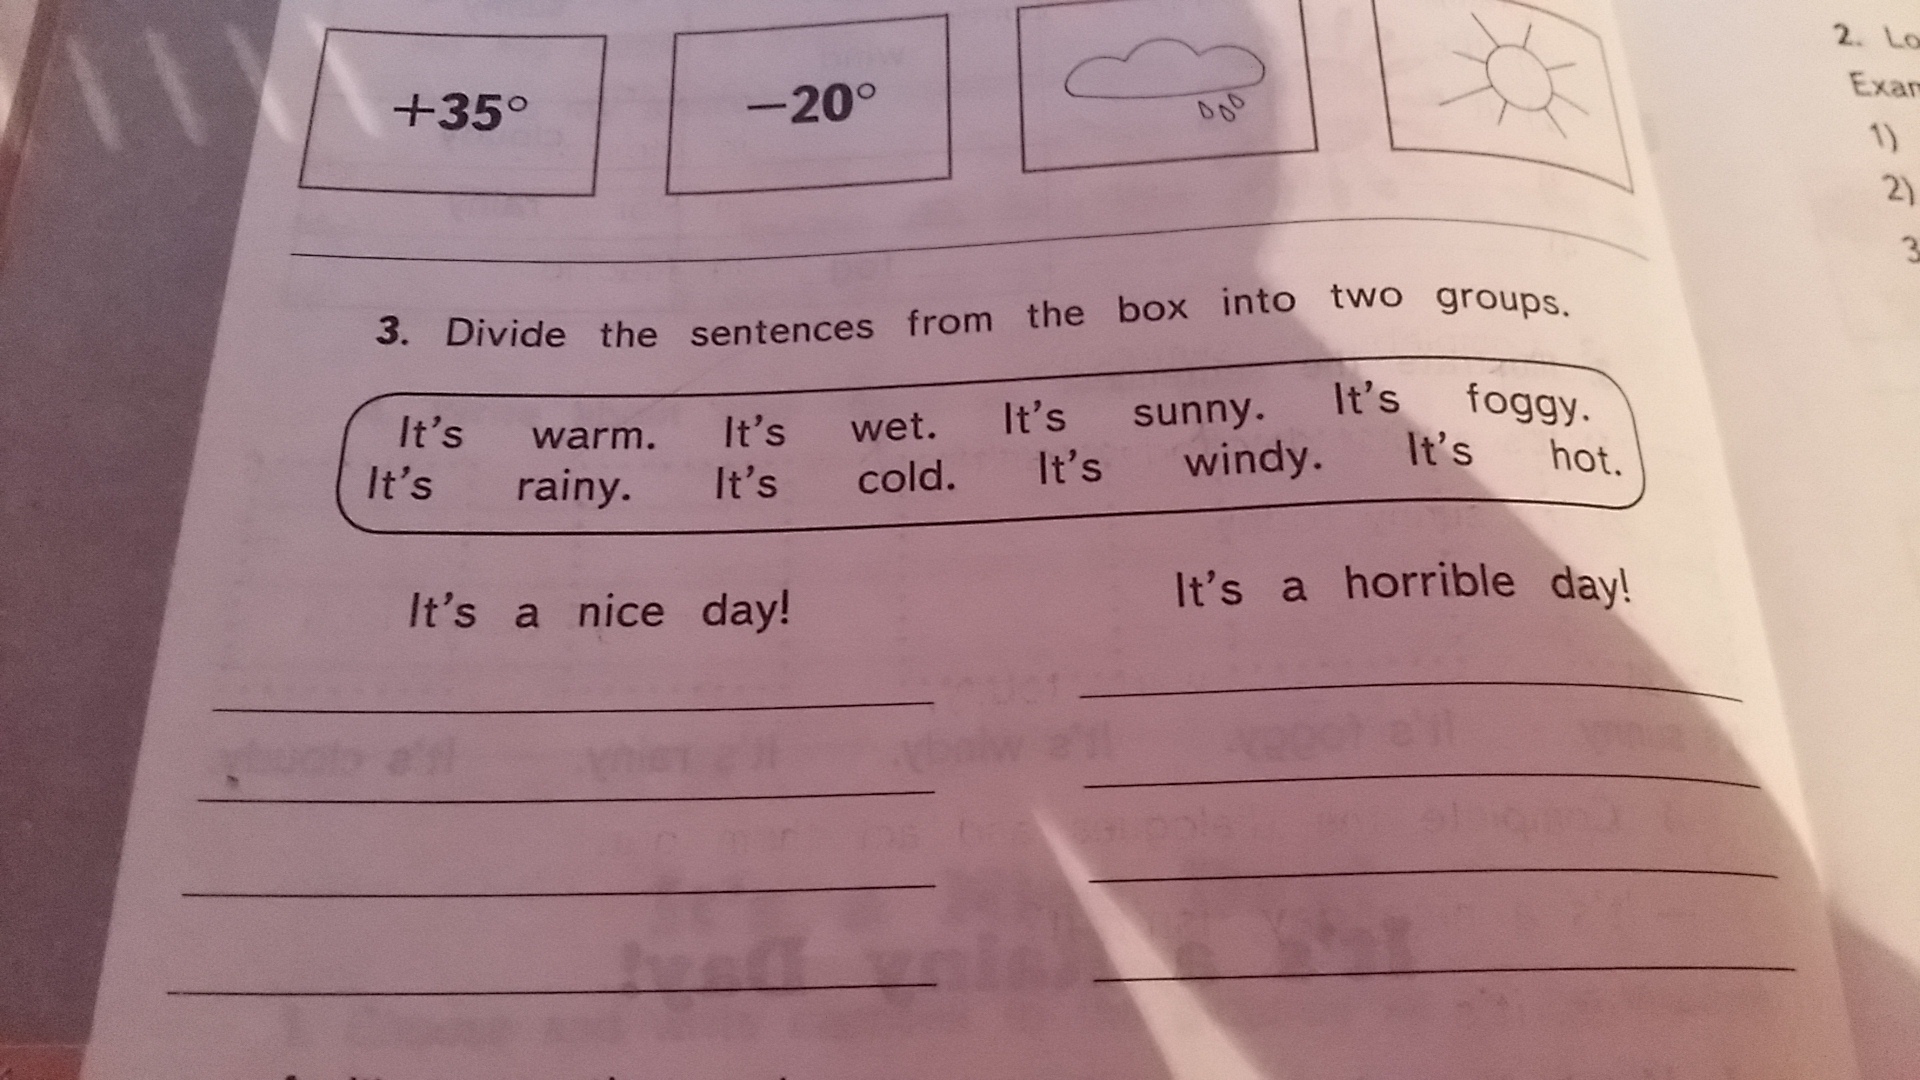 +35° −20°
3. Divide the sentences from the box into two groups.
It's warm. It's wet. It's sunny. It's foggy.
It's rainy. It's cold. It's windy. It's hot.
It's a nice day! It's a horrible day!
2.
1)
2)
3